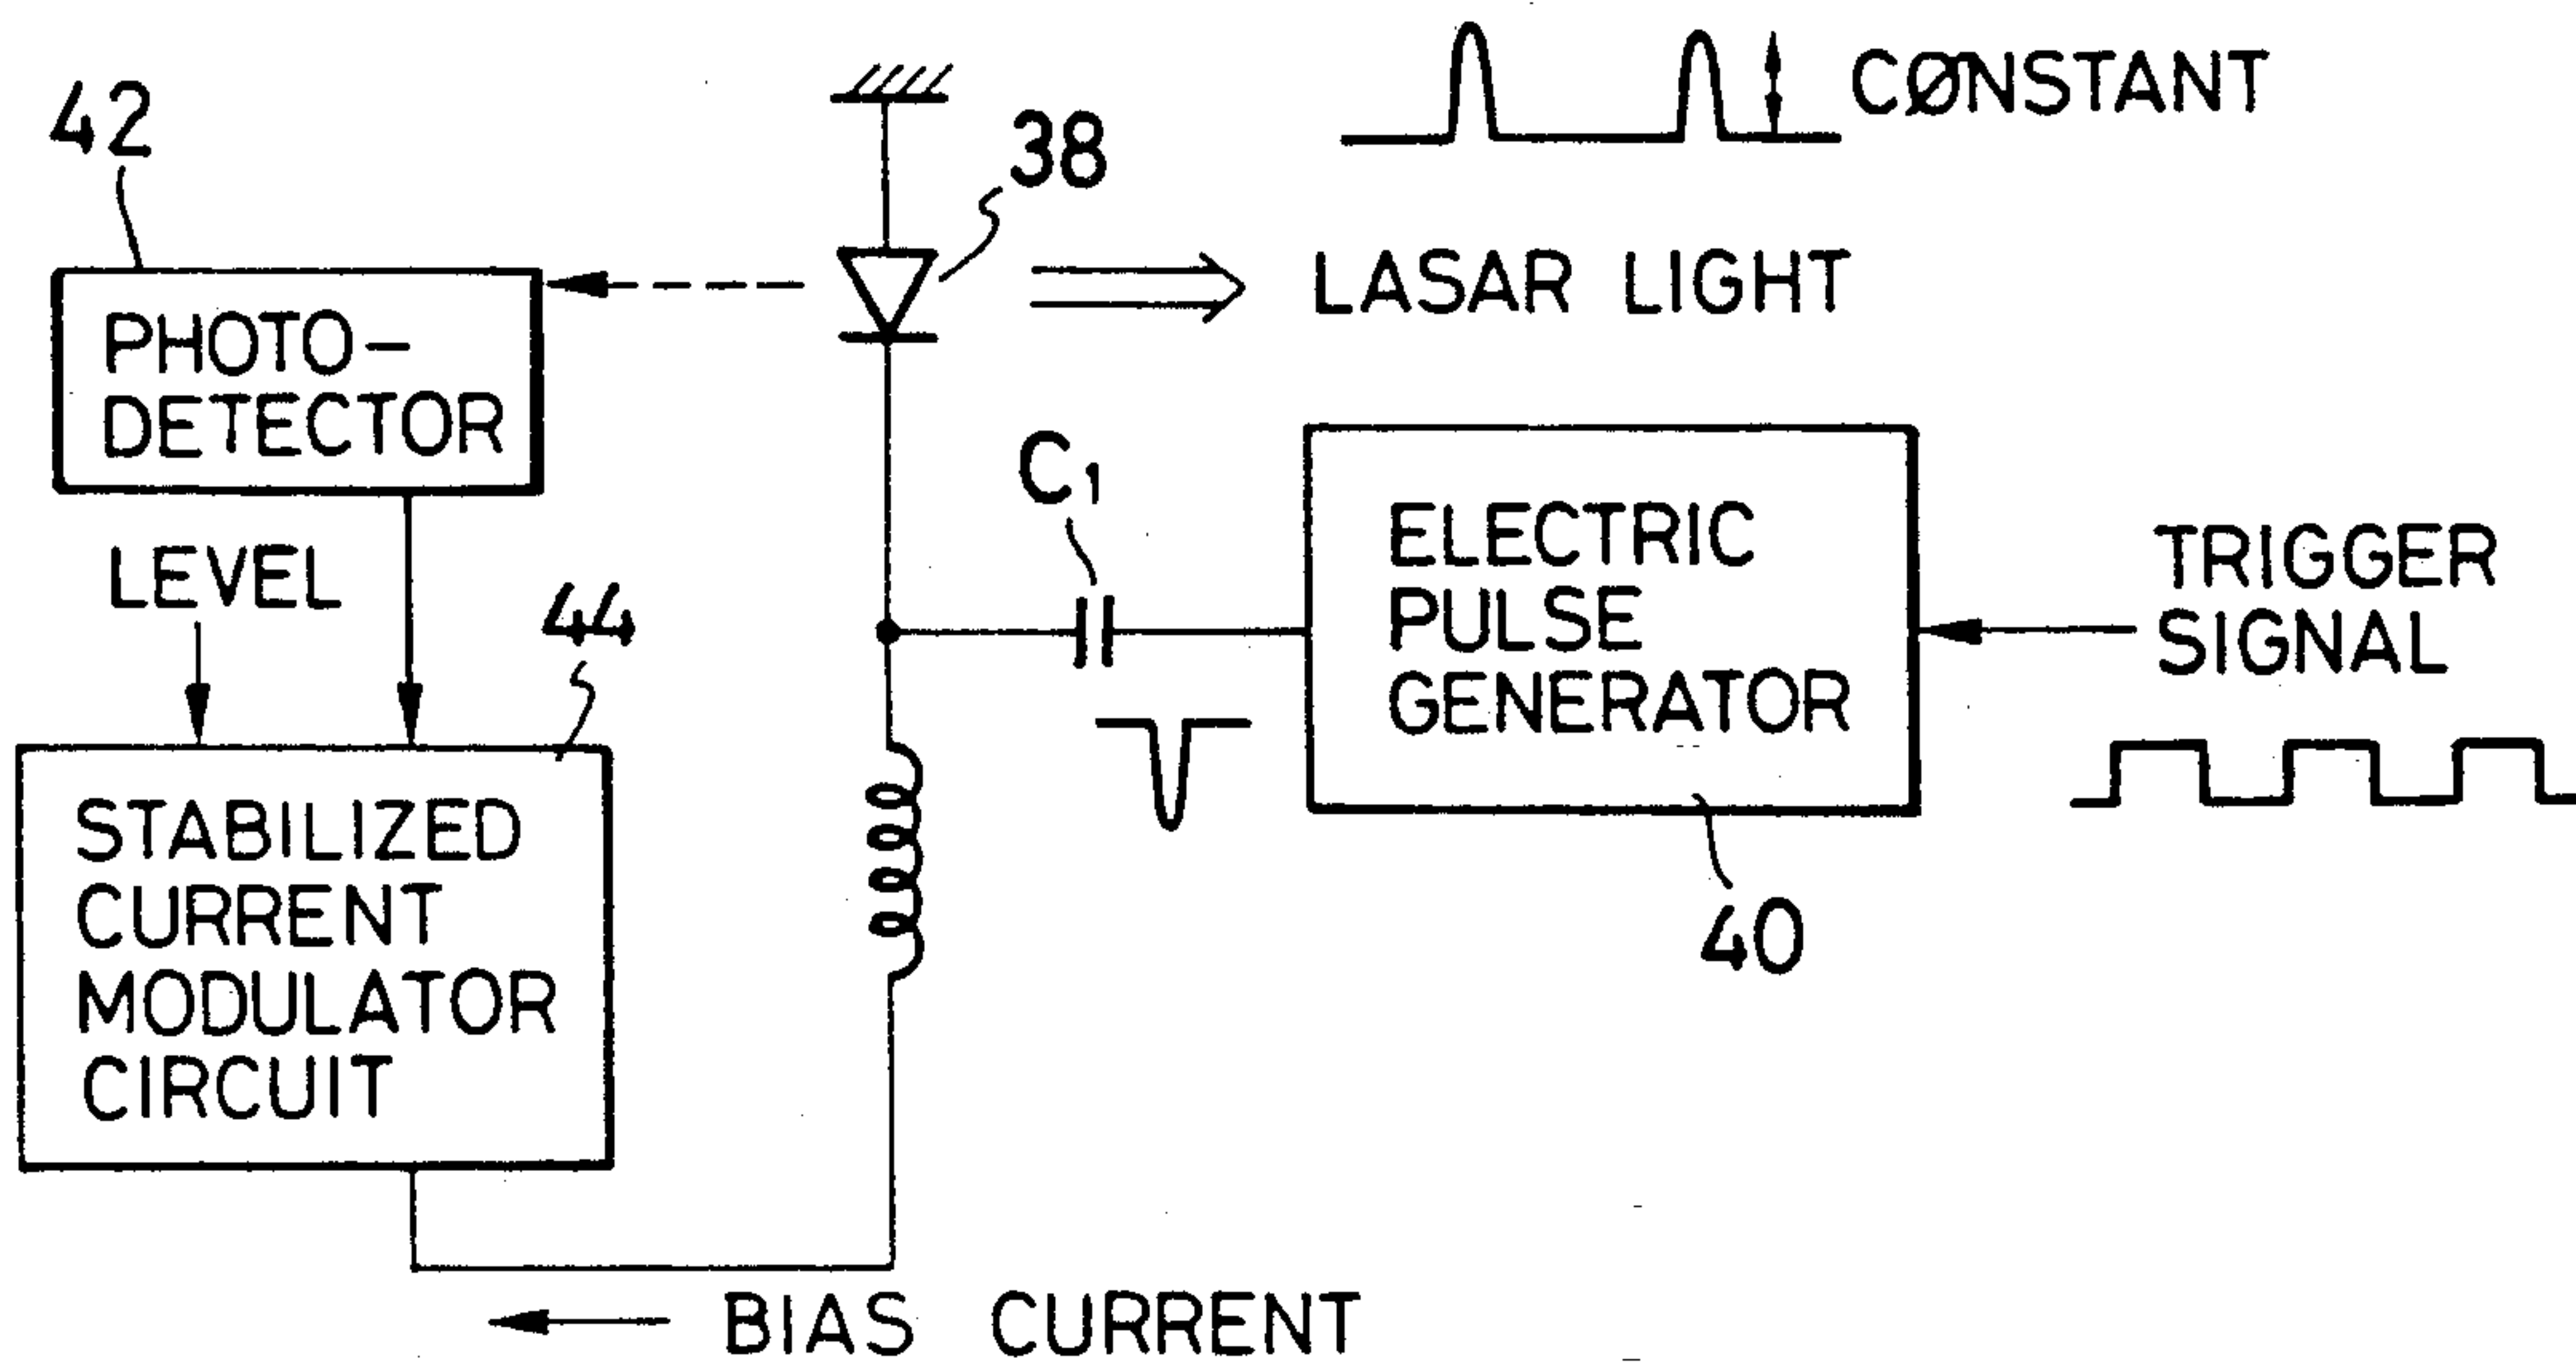 42
38
CØNSTANT
LASAR LIGHT
PHOTO-
DETECTOR
LEVEL
44
C1
ELECTRIC
PULSE
GENERATOR
TRIGGER
SIGNAL
40
STABILIZED
CURRENT
MODULATOR
CIRCUIT
BIAS CURRENT